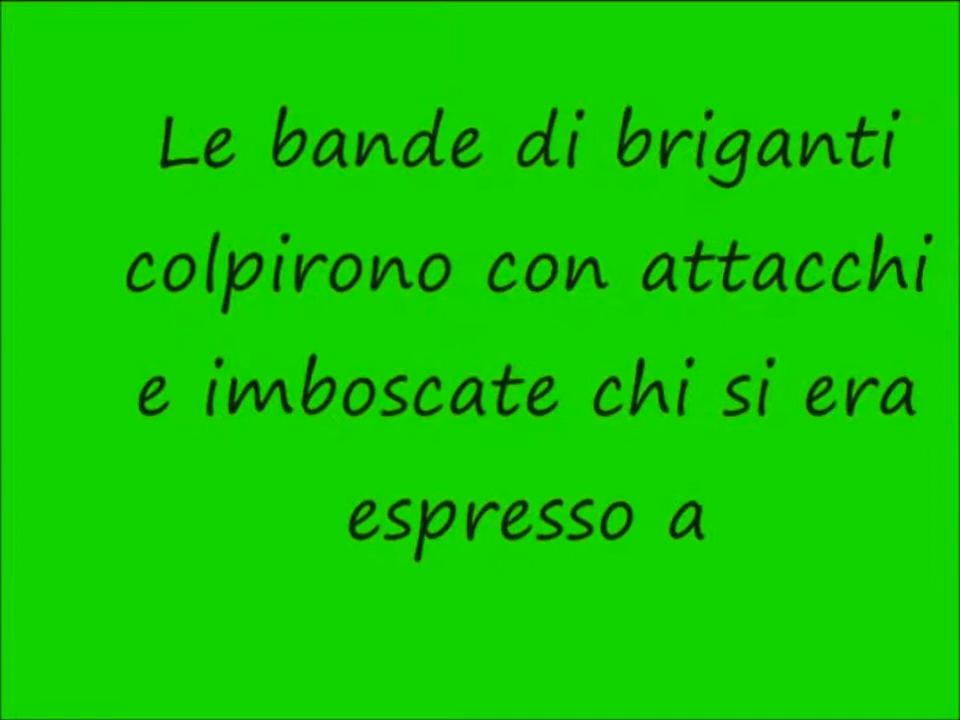 Le bande di briganti
colpirono con attacchi
e imboscate chi si era
espresso a